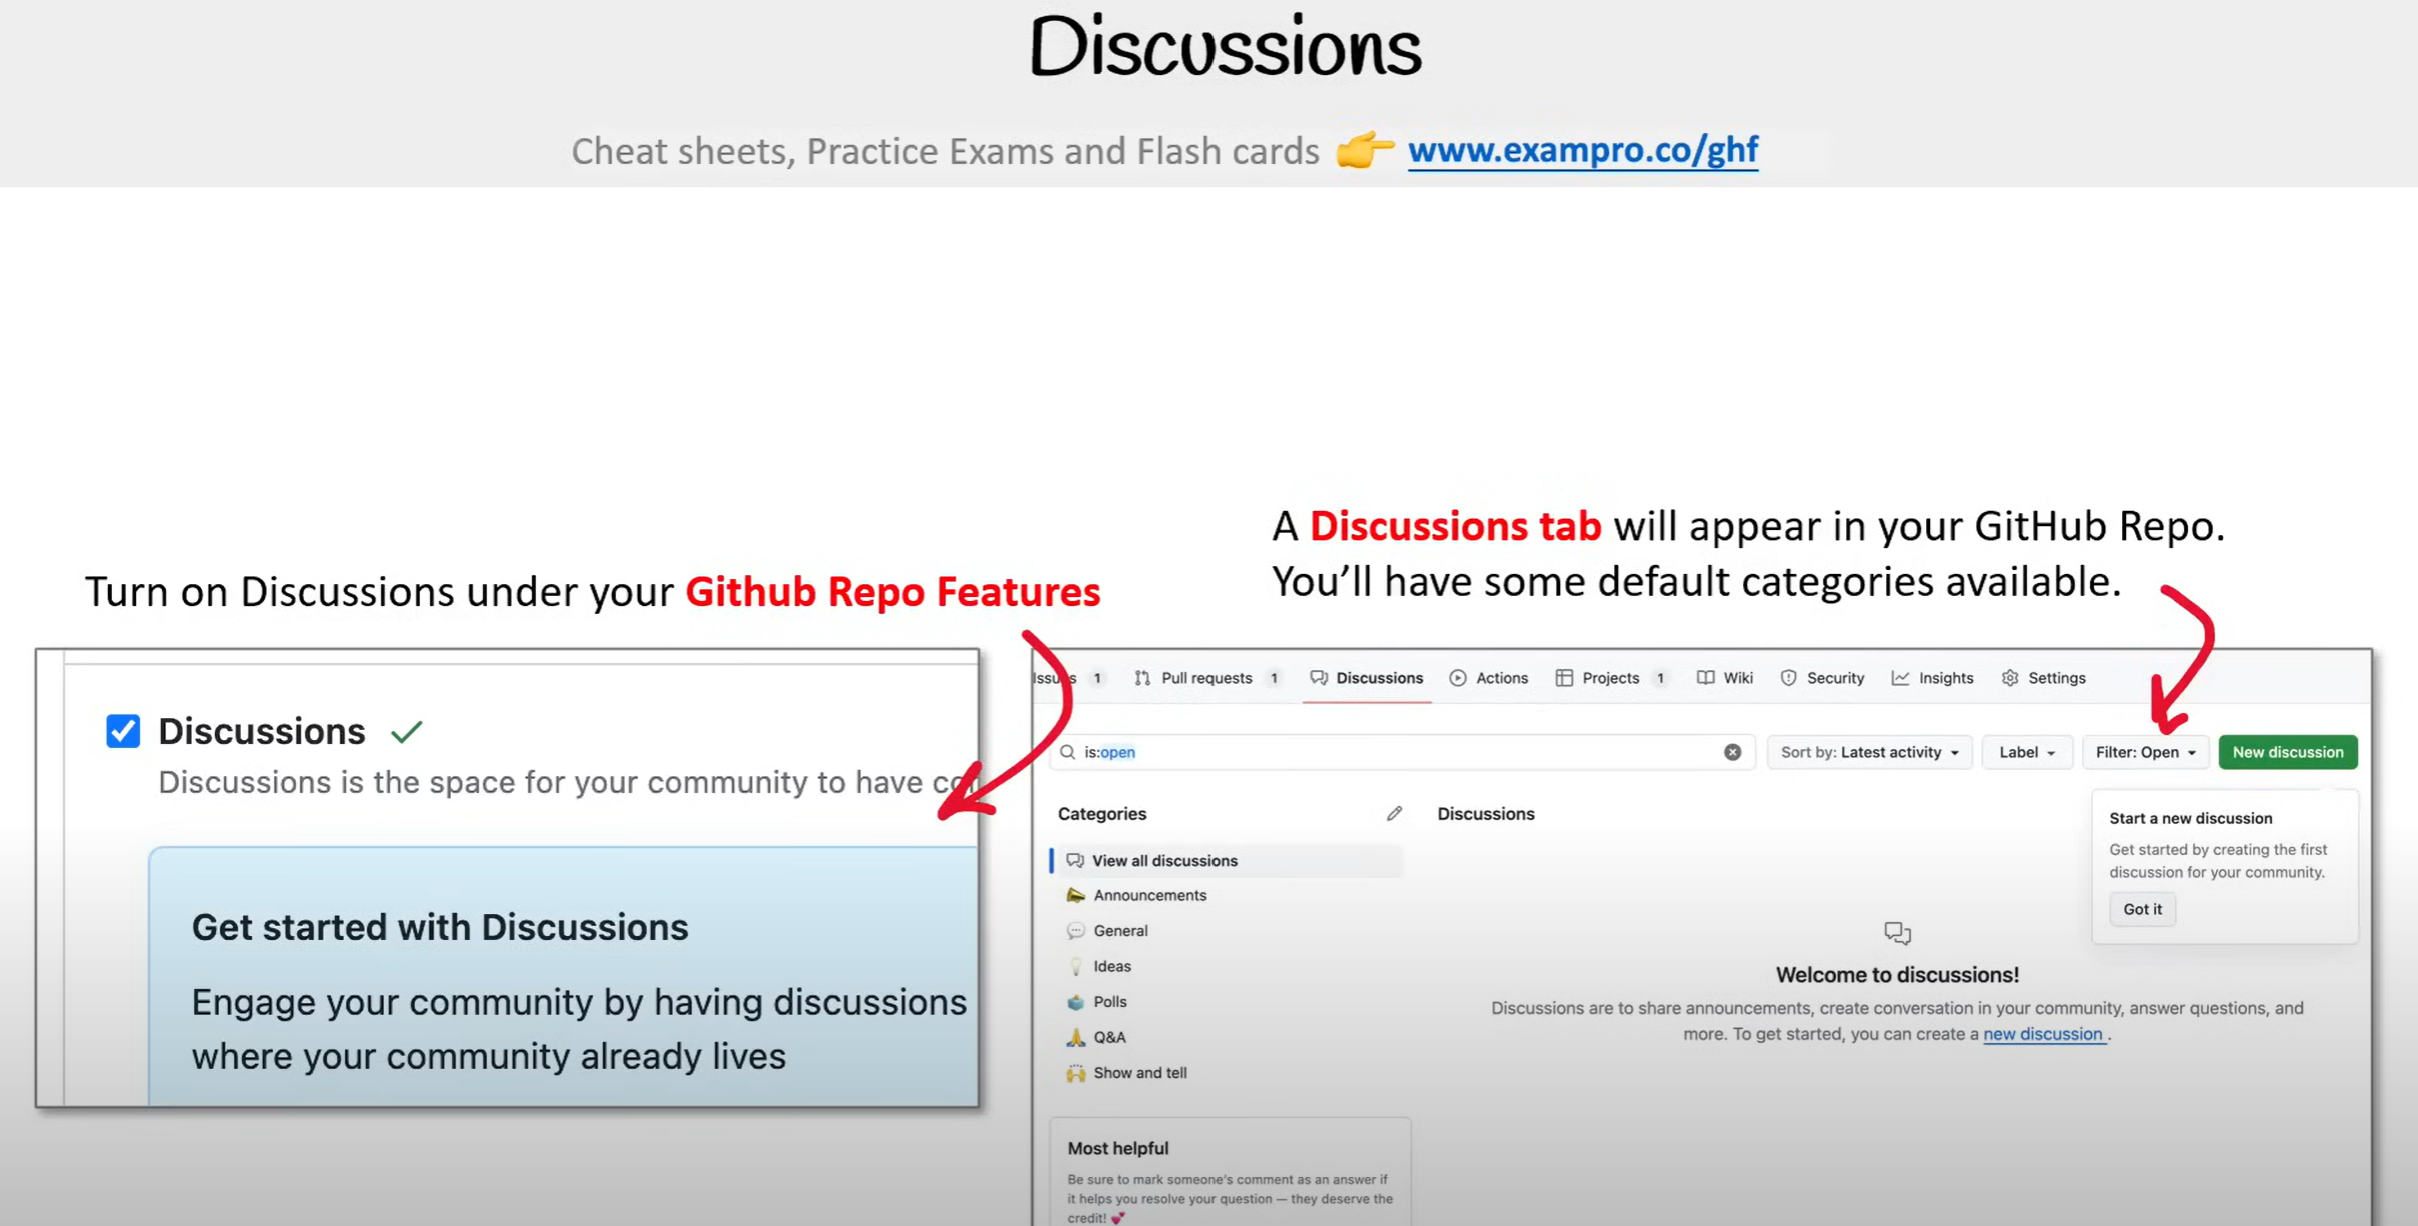 Discussions
Cheat sheets, Practice Exams and Flash cards 👉 www.exampro.co/ghf
Turn on Discussions under your Github Repo Features
Discussions
Discussions is the space for your community to have
Get started with Discussions
Engage your community by having discussions
where your community already lives
A Discussions tab will appear in your GitHub Repo.
You’ll have some default categories available.
Issues 1 Pull requests 1 Discussions Actions Projects 1 Wiki Security Insights Settings
is:open
Sort by: Latest activity Label Filter: Open New discussion
Categories
View all discussions
Announcements
General
Ideas
Polls
Q&A
Show and tell
Most helpful
Be sure to mark someone’s comment as an answer if
it helps you resolve your question — they deserve the
credit! 💕
Discussions
Start a new discussion
Get started by creating the first
discussion for your community.
Got it
Welcome to discussions!
Discussions are to share announcements, create conversation in your community, answer questions, and
more. To get started, you can create a new discussion .